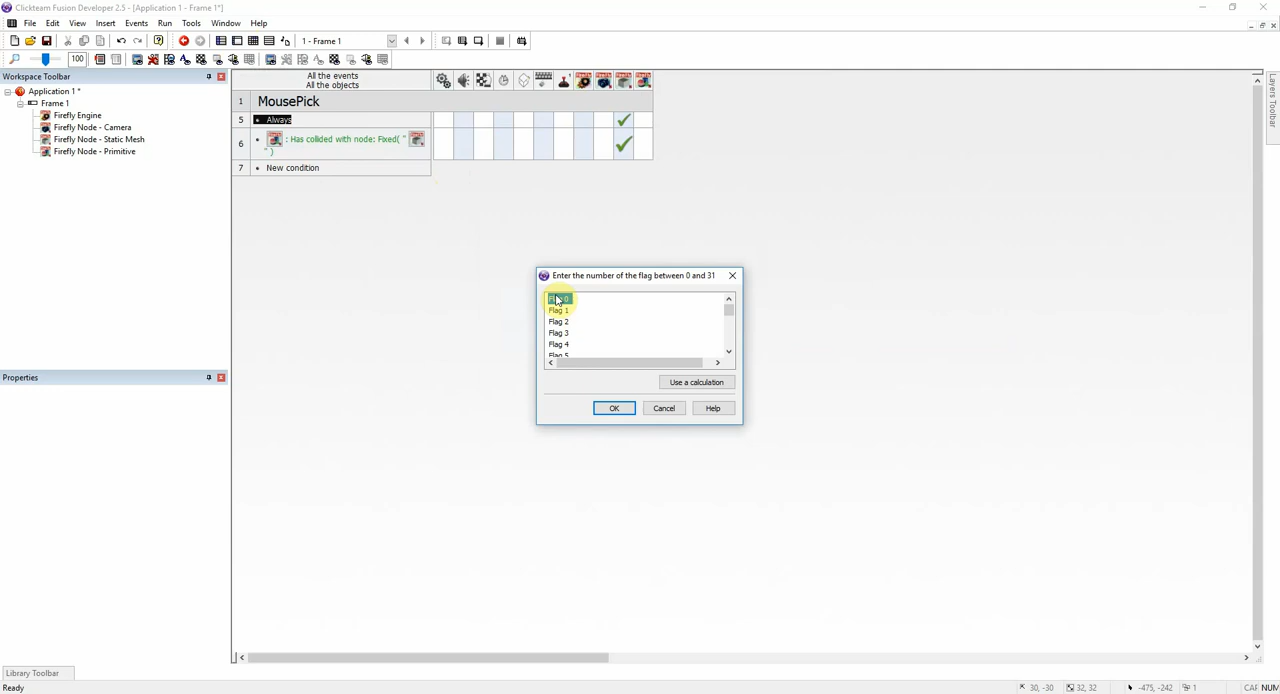 Clickteam Fusion Developer 2.5 - [Application 1 - Frame 1*]
File Edit View Insert Events Run Tools Window Help
1 - Frame 1
100
Workspace Toolbar
Application 1 *
Frame 1
Firefly Engine
Firefly Node - Camera
Firefly Node - Static Mesh
Firefly Node - Primitive
All the events
All the objects
1 MousePick
5 • Always
6 • : Has collided with node: Fixed( "
" )
7 • New condition
Enter the number of the flag between 0 and 31
Flag 1
Flag 2
Flag 3
Flag 4
Flag 5
Use a calculation
OK Cancel Help
Properties
Layers Toolbar
Library Toolbar
Ready
30, -30 32, 32 -475, -242 1 CAP NUM